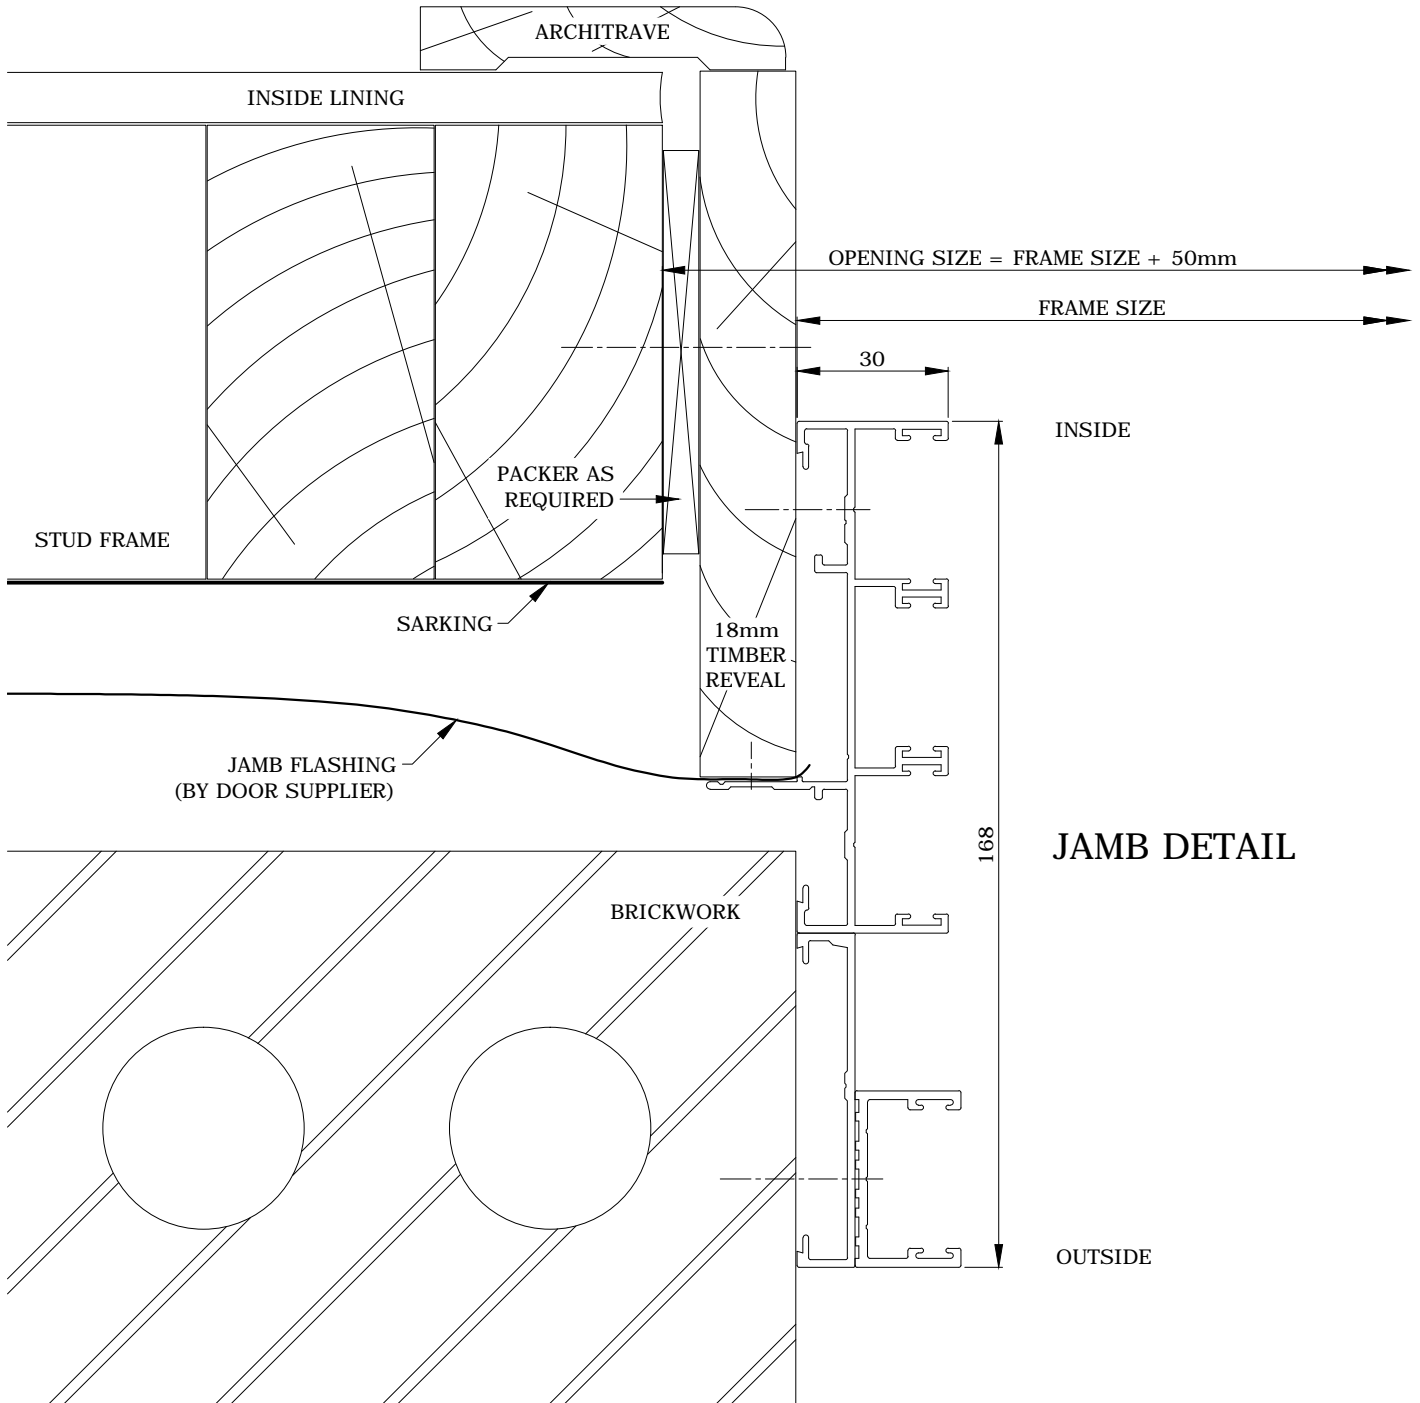 ARCHITRAVE
INSIDE LINING
OPENING SIZE = FRAME SIZE + 50mm
FRAME SIZE
30
INSIDE
PACKER AS
REQUIRED
STUD FRAME
SARKING
18mm
TIMBER
REVEAL
JAMB FLASHING
(BY DOOR SUPPLIER)
168
JAMB DETAIL
BRICKWORK
OUTSIDE